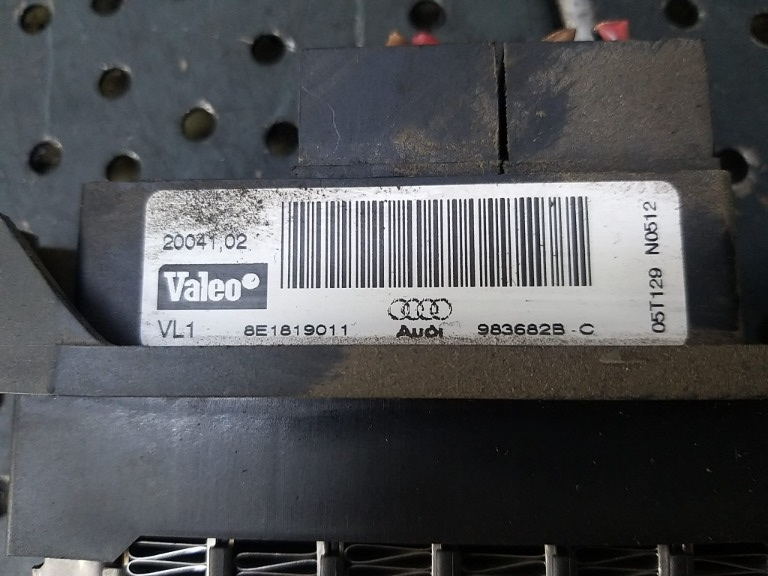 20041,02
Valeo
VL1 8E1819011 Audi 983682B-C
05T129 N0512